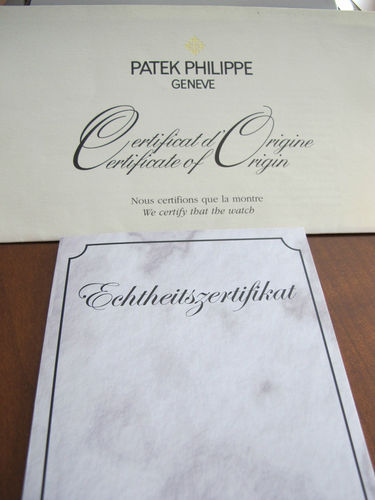 PATEK PHILIPPE
GENEVE
Certificat d'Origine
Certificate of Origin
Nous certifions que la montre
We certify that the watch
Echtheitszertifikat